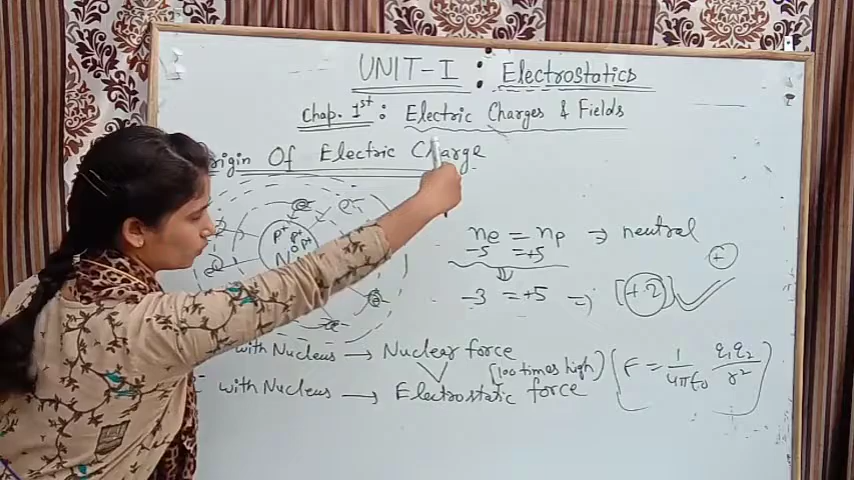 UNIT-I : Electrostatics
Chap. 1st : Electric Charges & Fields
rigin Of Electric Charge
ne = np → neutral
-5 = +5
+
-3 = +5 ⇒ +2
P+ P+
e-
with Nucleus → Nuclear force
(100 times high)
with Nucleus → Electrostatic force
F = 1/4πε0 q1q2/r2